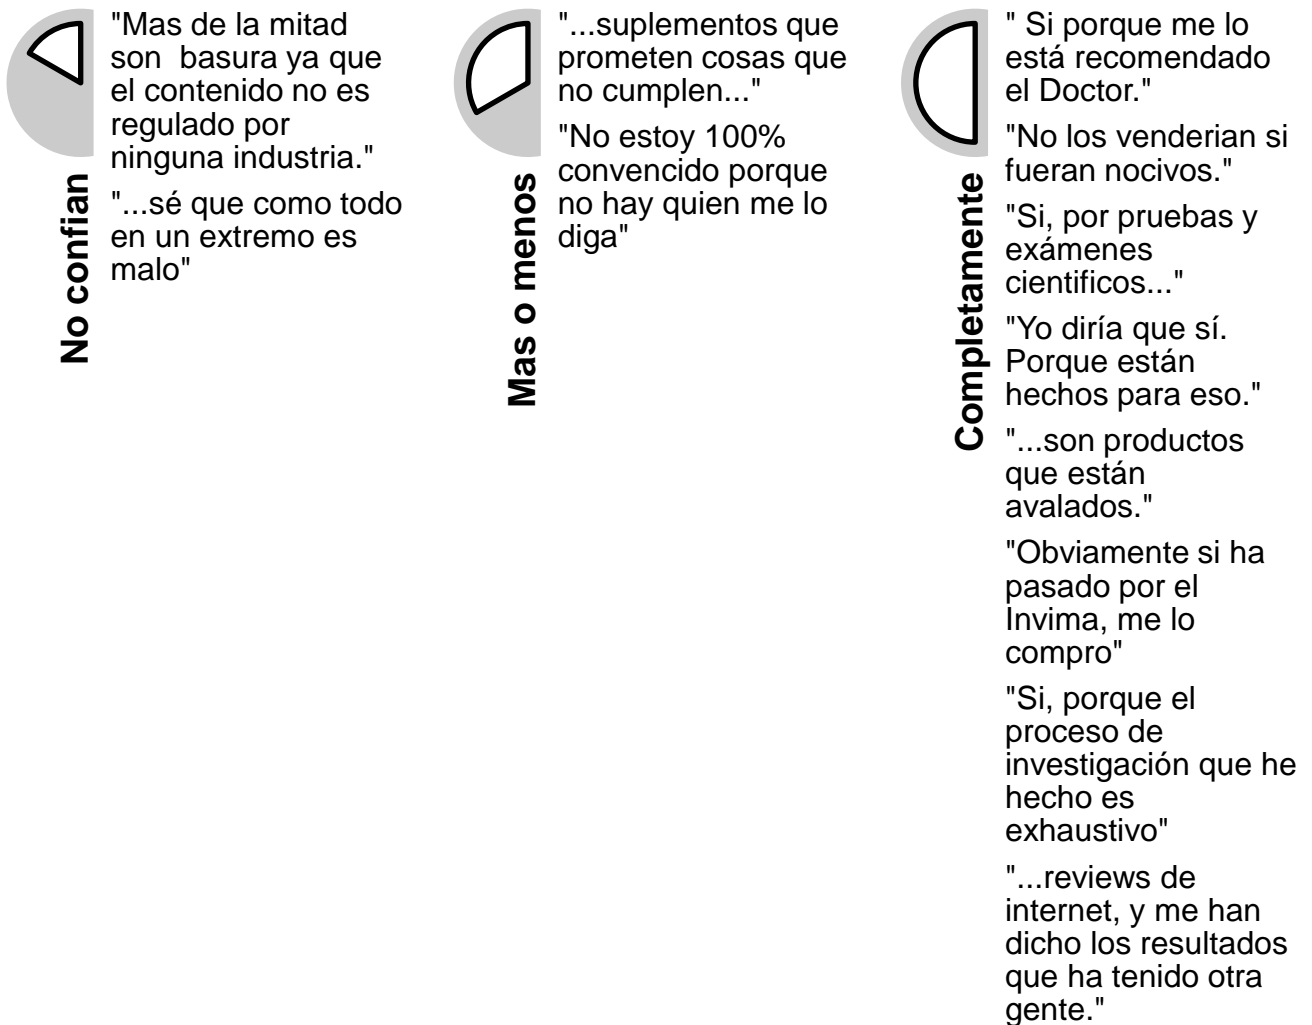 No confian
"Mas de la mitad
son  basura ya que
el contenido no es
regulado por
ninguna industria."
"...sé que como todo
en un extremo es
malo"
Mas o menos
"...suplementos que
prometen cosas que
no cumplen..."
"No estoy 100%
convencido porque
no hay quien me lo
diga"
Completamente
" Si porque me lo
está recomendado
el Doctor."
"No los venderian si
fueran nocivos."
"Si, por pruebas y
exámenes
cientificos..."
"Yo diría que sí.
Porque están
hechos para eso."
"...son productos
que están
avalados."
"Obviamente si ha
pasado por el
Invima, me lo
compro"
"Si, porque el
proceso de
investigación que he
hecho es
exhaustivo"
"...reviews de
internet, y me han
dicho los resultados
que ha tenido otra
gente."